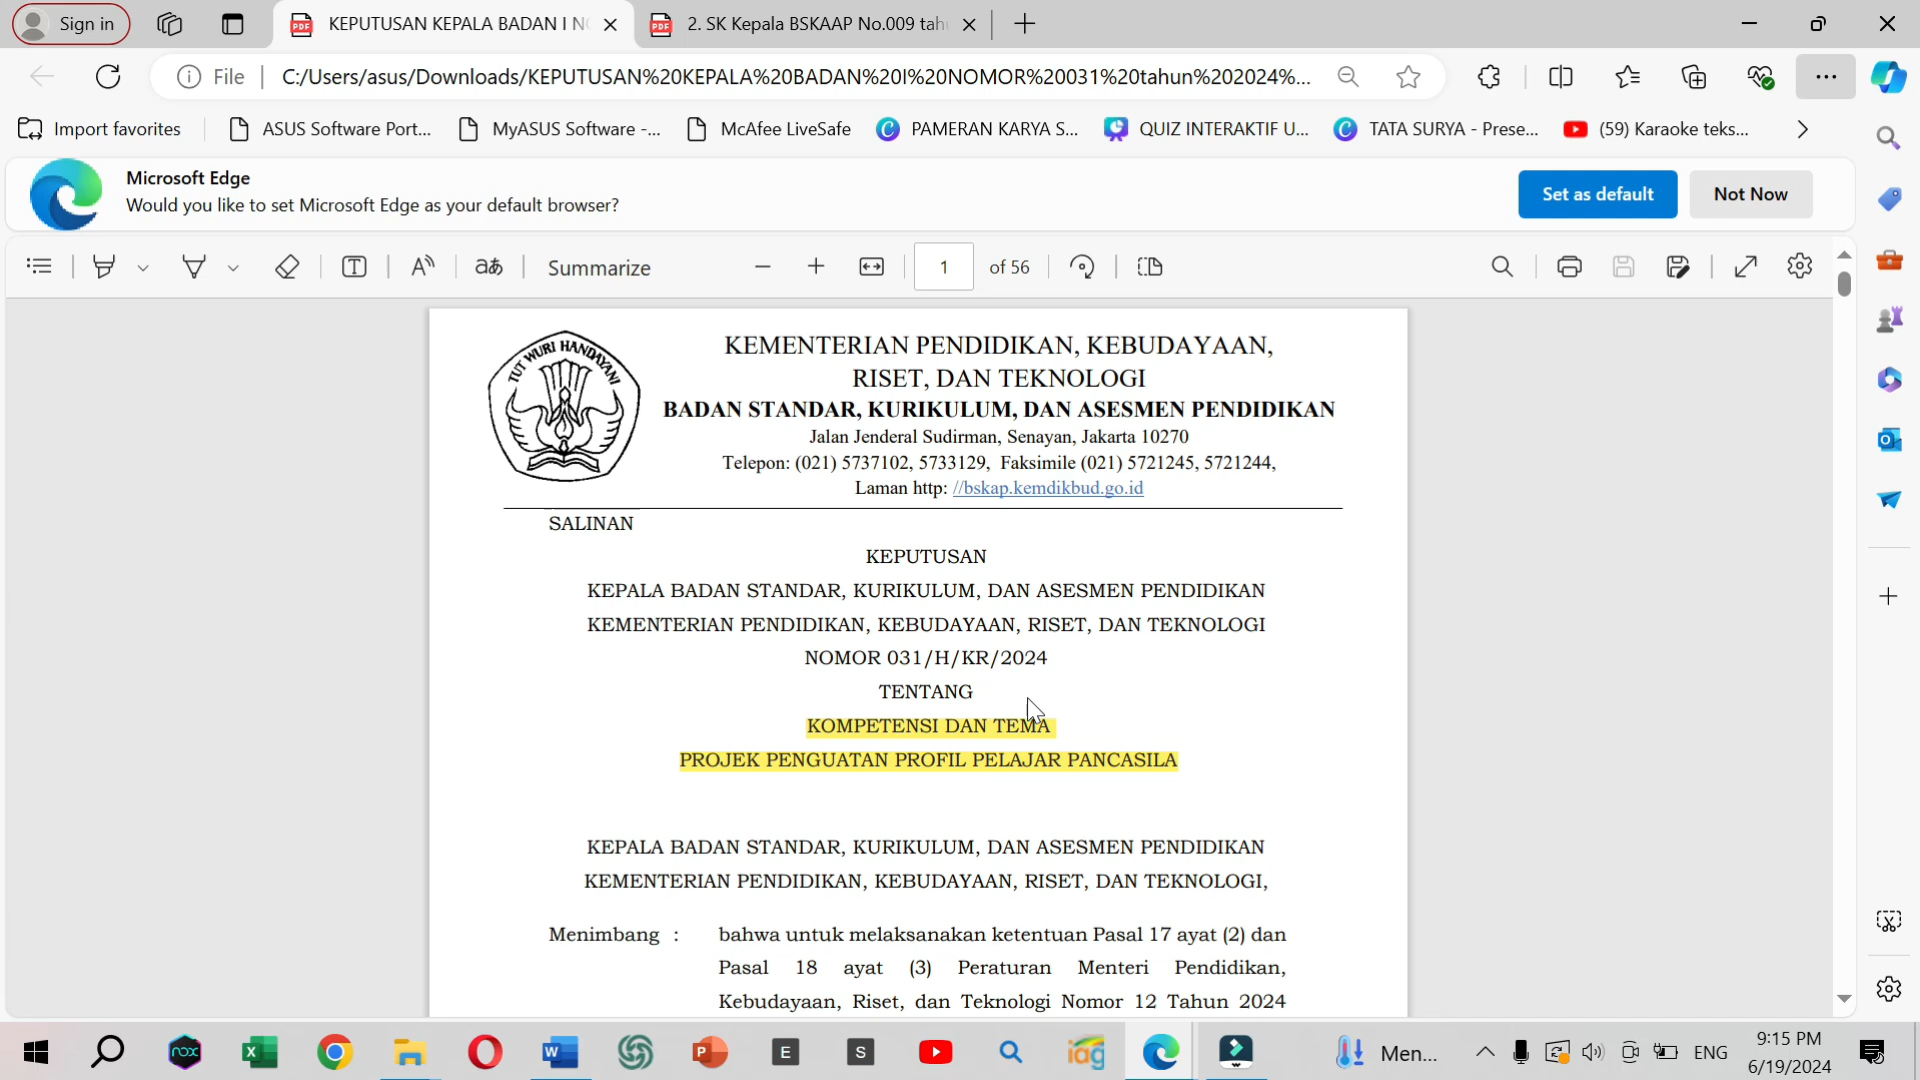 Sign in
KEPUTUSAN KEPALA BADAN I N
2. SK Kepala BSKAAP No.009 tah
File
C:/Users/asus/Downloads/KEPUTUSAN%20KEPALA%20BADAN%20I%20NOMOR%20031%20tahun%202024%...
Import favorites
ASUS Software Port...
MyASUS Software -...
McAfee LiveSafe
PAMERAN KARYA S...
QUIZ INTERAKTIF U...
TATA SURYA - Prese...
(59) Karaoke teks...
Microsoft Edge
Would you like to set Microsoft Edge as your default browser?
Set as default
Not Now
Summarize
1
of 56
TUT WURI HANDAYANI
KEMENTERIAN PENDIDIKAN, KEBUDAYAAN,
RISET, DAN TEKNOLOGI
BADAN STANDAR, KURIKULUM, DAN ASESMEN PENDIDIKAN
Jalan Jenderal Sudirman, Senayan, Jakarta 10270
Telepon: (021) 5737102, 5733129, Faksimile (021) 5721245, 5721244,
Laman http: //bskap.kemdikbud.go.id
SALINAN
KEPUTUSAN
KEPALA BADAN STANDAR, KURIKULUM, DAN ASESMEN PENDIDIKAN
KEMENTERIAN PENDIDIKAN, KEBUDAYAAN, RISET, DAN TEKNOLOGI
NOMOR 031/H/KR/2024
TENTANG
KOMPETENSI DAN TEMA
PROJEK PENGUATAN PROFIL PELAJAR PANCASILA
KEPALA BADAN STANDAR, KURIKULUM, DAN ASESMEN PENDIDIKAN
KEMENTERIAN PENDIDIKAN, KEBUDAYAAN, RISET, DAN TEKNOLOGI,
Menimbang : bahwa untuk melaksanakan ketentuan Pasal 17 ayat (2) dan
Pasal 18 ayat (3) Peraturan Menteri Pendidikan,
Kebudayaan, Riset, dan Teknologi Nomor 12 Tahun 2024
Men...
ENG
9:15 PM
6/19/2024